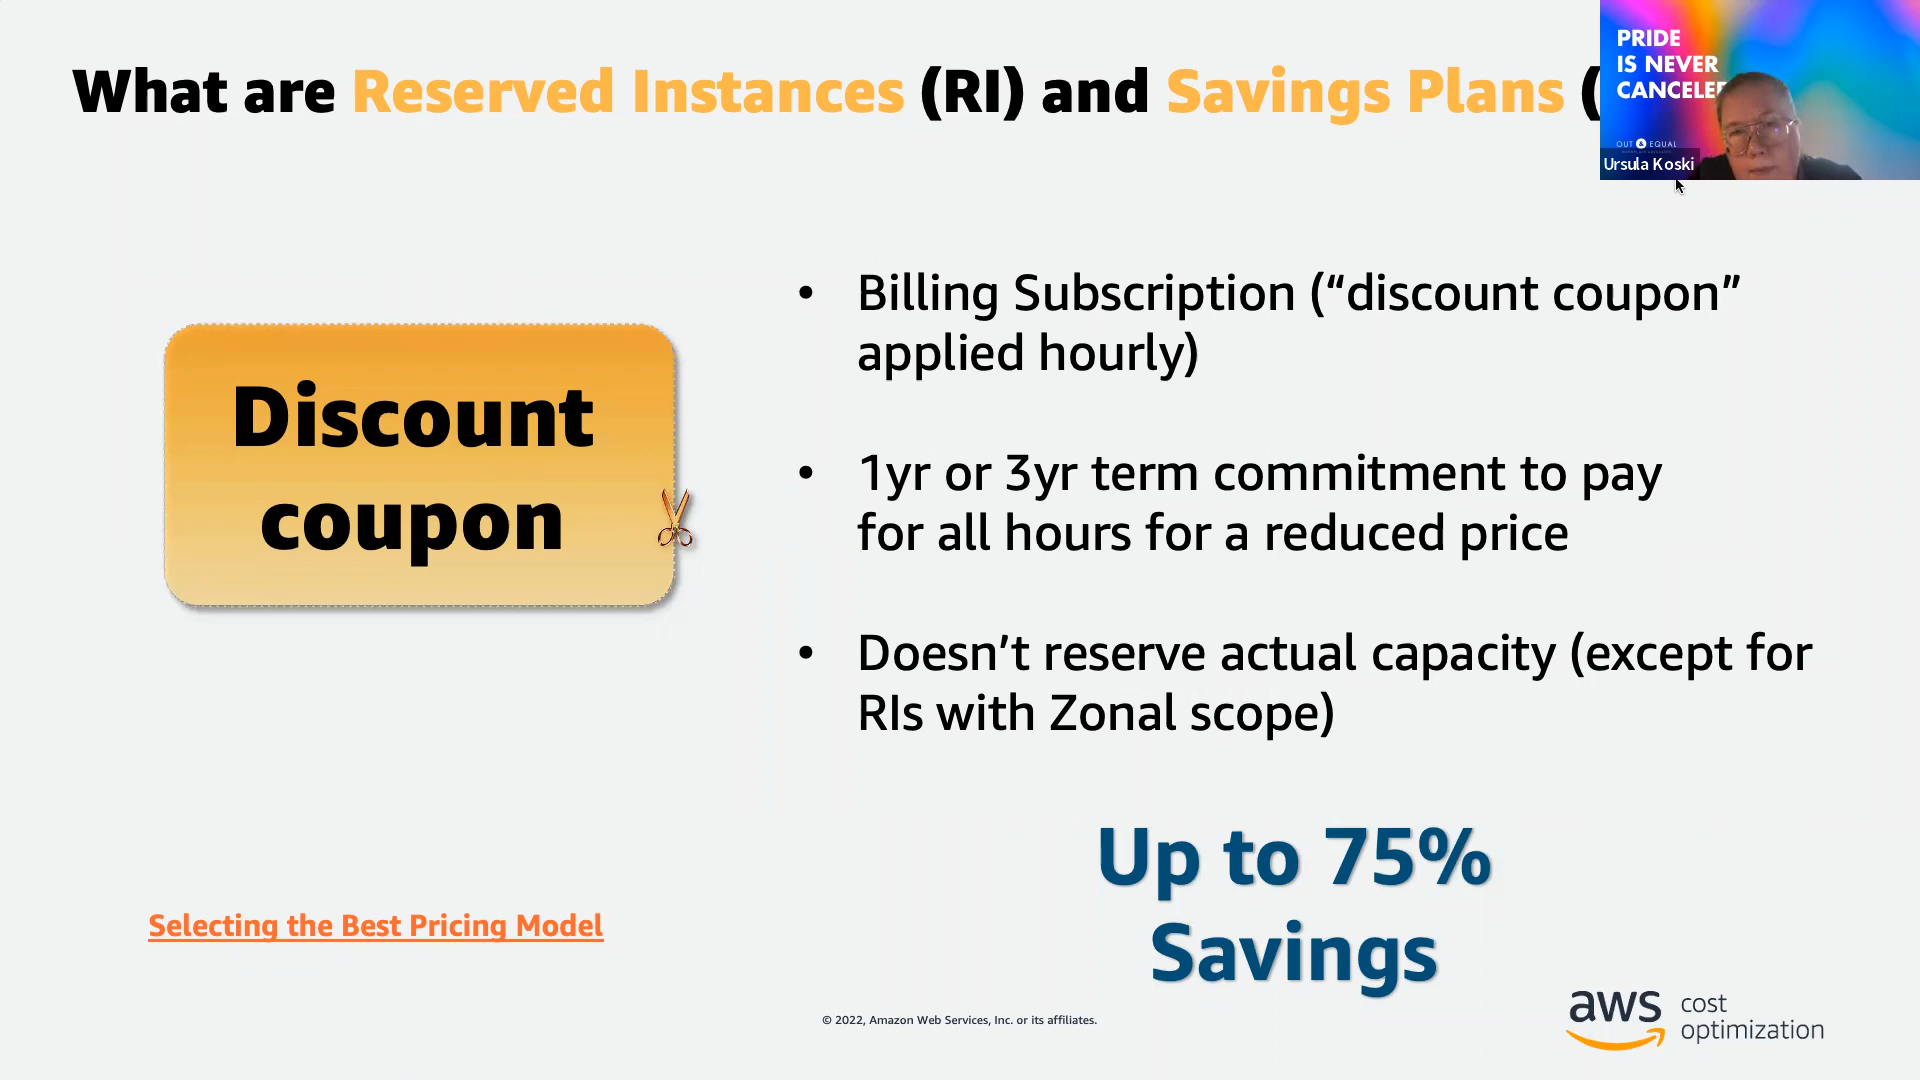 What are Reserved Instances (RI) and Savings Plans (
PRIDE
IS NEVER
CANCELE
OUT & EQUAL
Ursula Koski
Discount
coupon
• Billing Subscription (“discount coupon”
applied hourly)
• 1yr or 3yr term commitment to pay
for all hours for a reduced price
• Doesn’t reserve actual capacity (except for
RIs with Zonal scope)
Up to 75%
Savings
Selecting the Best Pricing Model
© 2022, Amazon Web Services, Inc. or its affiliates.
aws cost
optimization